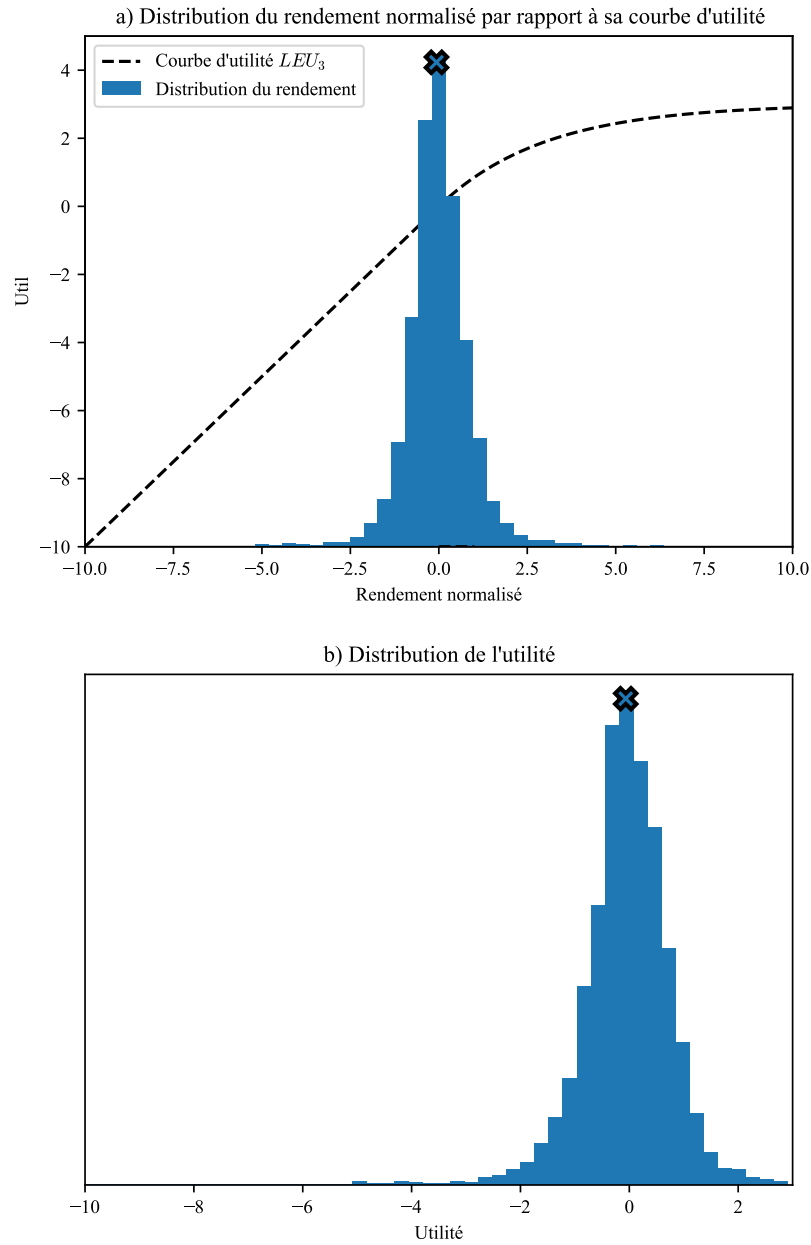 a) Distribution du rendement normalisé par rapport à sa courbe d'utilité
Courbe d'utilité LEU₃
Distribution du rendement
4
2
0
−2
−4
−6
−8
−10
Util
−10.0 −7.5 −5.0 −2.5 0.0 2.5 5.0 7.5 10.0
Rendement normalisé
b) Distribution de l'utilité
−10 −8 −6 −4 −2 0 2
Utilité